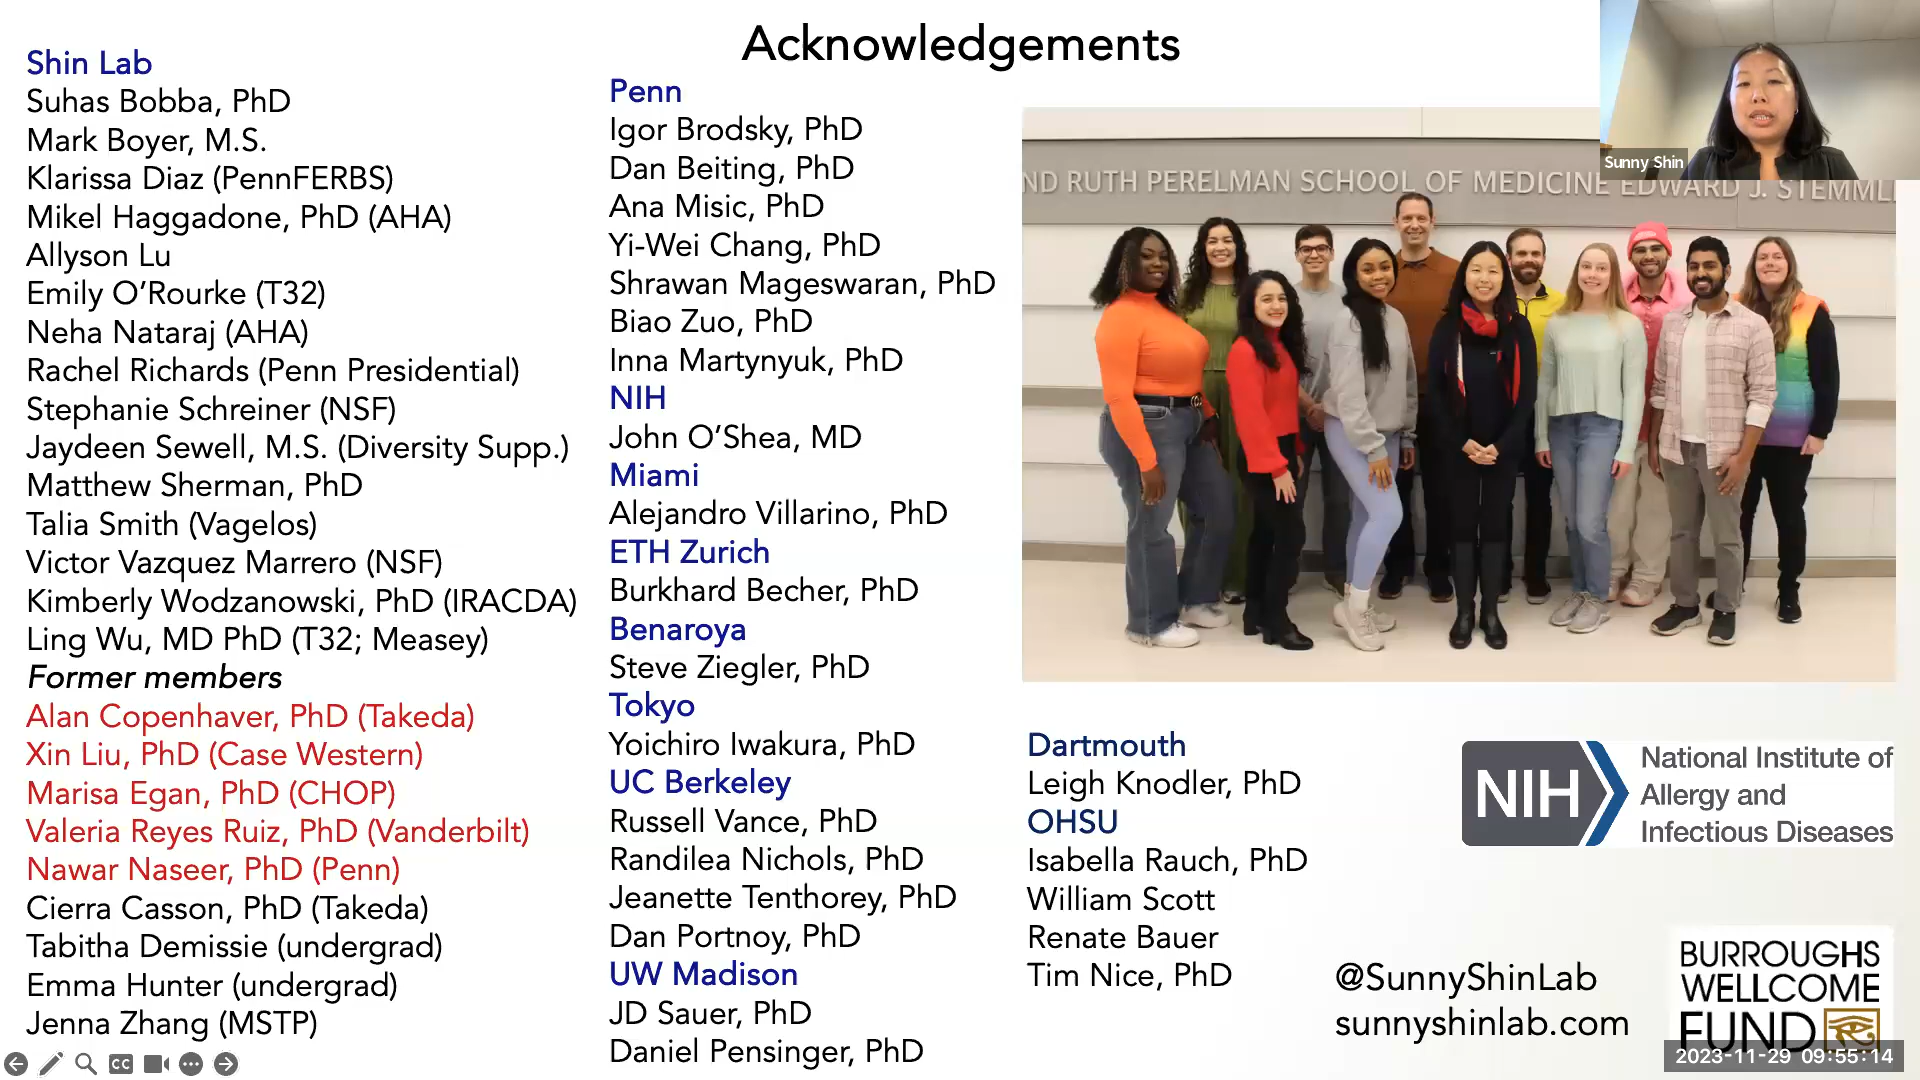 Acknowledgements
Shin Lab
Suhas Bobba, PhD
Mark Boyer, M.S.
Klarissa Diaz (PennFERBS)
Mikel Haggadone, PhD (AHA)
Allyson Lu
Emily O’Rourke (T32)
Neha Nataraj (AHA)
Rachel Richards (Penn Presidential)
Stephanie Schreiner (NSF)
Jaydeen Sewell, M.S. (Diversity Supp.)
Matthew Sherman, PhD
Talia Smith (Vagelos)
Victor Vazquez Marrero (NSF)
Kimberly Wodzanowski, PhD (IRACDA)
Ling Wu, MD PhD (T32; Measey)
Former members
Alan Copenhaver, PhD (Takeda)
Xin Liu, PhD (Case Western)
Marisa Egan, PhD (CHOP)
Valeria Reyes Ruiz, PhD (Vanderbilt)
Nawar Naseer, PhD (Penn)
Cierra Casson, PhD (Takeda)
Tabitha Demissie (undergrad)
Emma Hunter (undergrad)
Jenna Zhang (MSTP)
CC
Penn
Igor Brodsky, PhD
Dan Beiting, PhD
Ana Misic, PhD
Yi-Wei Chang, PhD
Shrawan Mageswaran, PhD
Biao Zuo, PhD
Inna Martynyuk, PhD
NIH
John O’Shea, MD
Miami
Alejandro Villarino, PhD
ETH Zurich
Burkhard Becher, PhD
Benaroya
Steve Ziegler, PhD
Tokyo
Yoichiro Iwakura, PhD
UC Berkeley
Russell Vance, PhD
Randilea Nichols, PhD
Jeanette Tenthorey, PhD
Dan Portnoy, PhD
UW Madison
JD Sauer, PhD
Daniel Pensinger, PhD
Sunny Shin
ND RUTH PERELMAN SCHOOL OF MEDICINE EDWARD J. STEMML
Dartmouth
Leigh Knodler, PhD
OHSU
Isabella Rauch, PhD
William Scott
Renate Bauer
Tim Nice, PhD
NIH
National Institute of
Allergy and
Infectious Diseases
@SunnyShinLab
sunnyshinlab.com
BURROUGHS
WELLCOME
FUND
2023-11-29 09:55:14